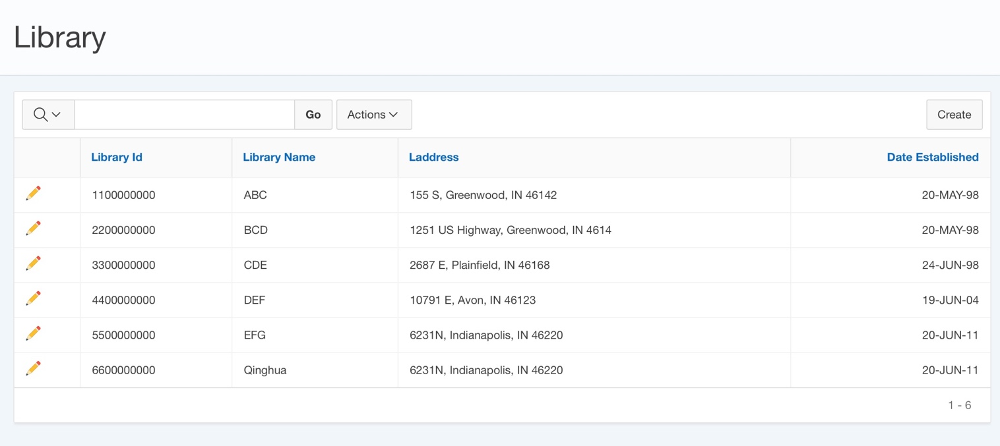 Library
Go Actions Create
Library Id Library Name Laddress Date Established
1100000000 ABC 155 S, Greenwood, IN 46142 20-MAY-98
2200000000 BCD 1251 US Highway, Greenwood, IN 4614 20-MAY-98
3300000000 CDE 2687 E, Plainfield, IN 46168 24-JUN-98
4400000000 DEF 10791 E, Avon, IN 46123 19-JUN-04
5500000000 EFG 6231N, Indianapolis, IN 46220 20-JUN-11
6600000000 Qinghua 6231N, Indianapolis, IN 46220 20-JUN-11
1 - 6